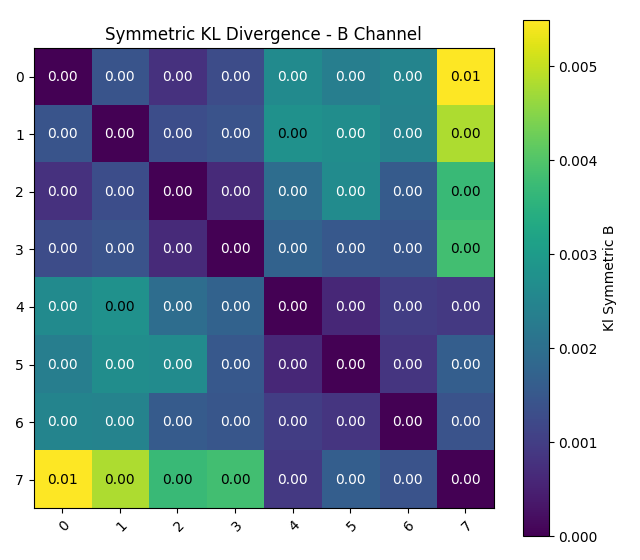 Symmetric KL Divergence - B Channel
0 0.00 0.00 0.00 0.00 0.00 0.00 0.00 0.01
1 0.00 0.00 0.00 0.00 0.00 0.00 0.00 0.00
2 0.00 0.00 0.00 0.00 0.00 0.00 0.00 0.00
3 0.00 0.00 0.00 0.00 0.00 0.00 0.00 0.00
4 0.00 0.00 0.00 0.00 0.00 0.00 0.00 0.00
5 0.00 0.00 0.00 0.00 0.00 0.00 0.00 0.00
6 0.00 0.00 0.00 0.00 0.00 0.00 0.00 0.00
7 0.01 0.00 0.00 0.00 0.00 0.00 0.00 0.00
0 1 2 3 4 5 6 7
0.005
0.004
0.003
0.002
0.001
0.000
Kl Symmetric B